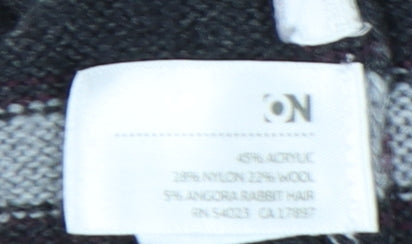 ON
45% ACRYLIC
28% NYLON 22% WOOL
5% ANGORA RABBIT HAIR
RN 54023 CA 17897